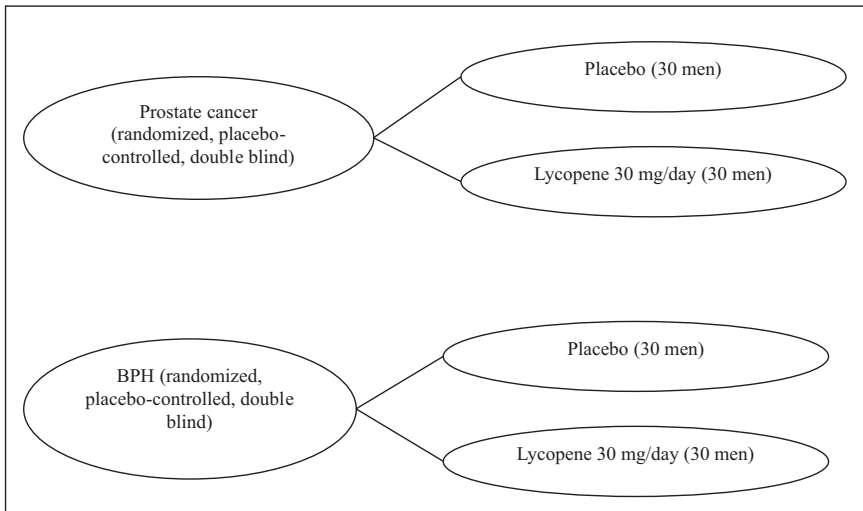 Prostate cancer
(randomized, placebo-
controlled, double blind)
Placebo (30 men)
Lycopene 30 mg/day (30 men)
BPH (randomized,
placebo-controlled, double
blind)
Placebo (30 men)
Lycopene 30 mg/day (30 men)